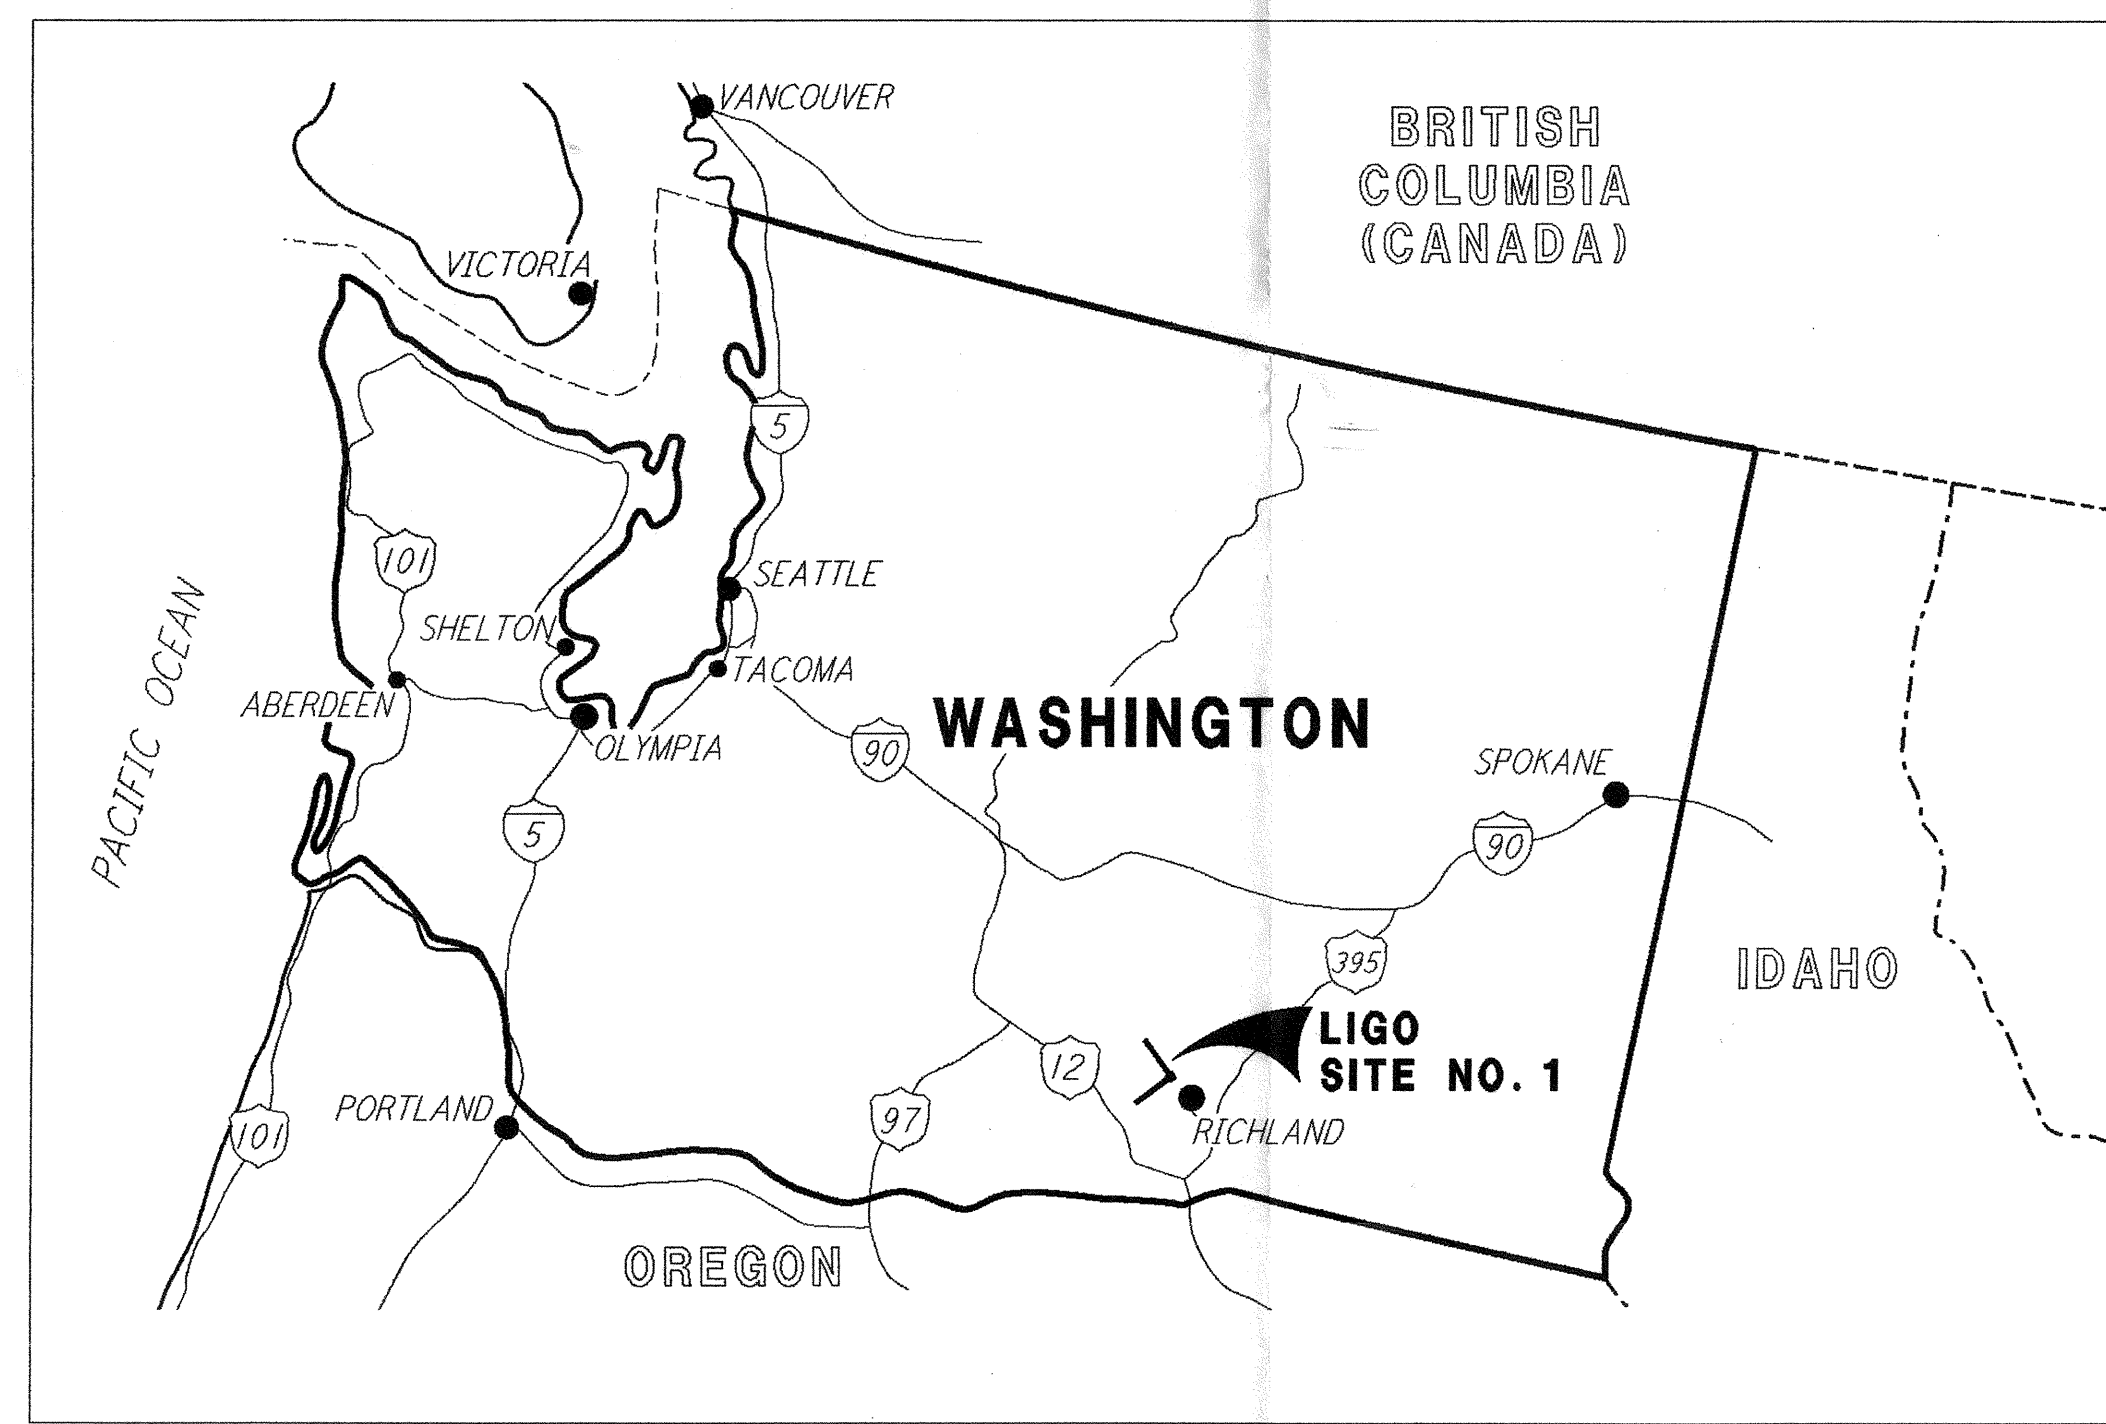 VANCOUVER
BRITISH
COLUMBIA
(CANADA)
VICTORIA
5
101
SEATTLE
SHELTON
TACOMA
PACIFIC OCEAN
ABERDEEN
WASHINGTON
OLYMPIA
90
SPOKANE
5
90
395
IDAHO
LIGO
SITE NO. 1
12
PORTLAND
97
101
RICHLAND
OREGON